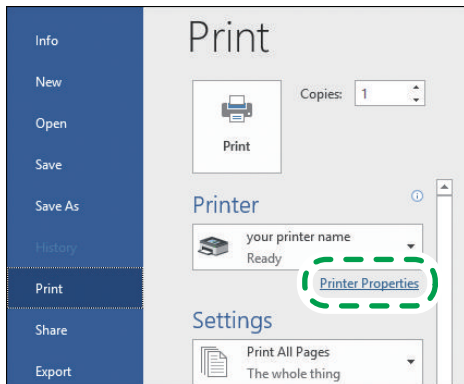 Info
New
Open
Save
Save As
History
Print
Share
Export
Print
Print
Copies: 1
Printer
your printer name
Ready
Printer Properties
Settings
Print All Pages
The whole thing